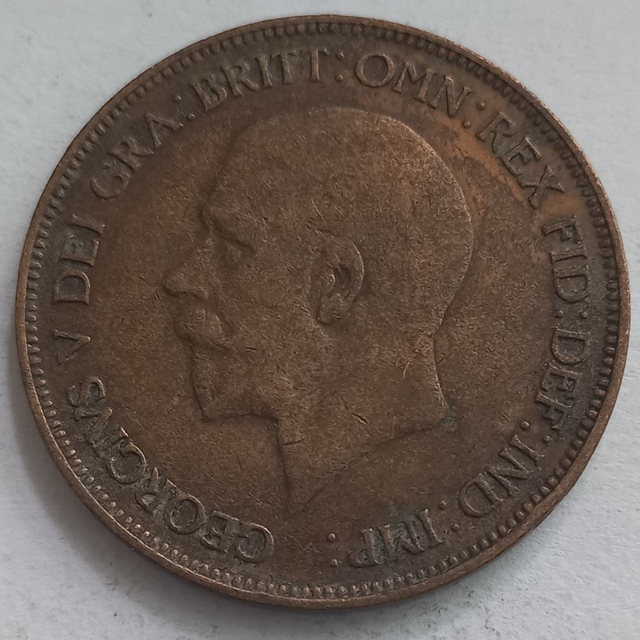 GEORGIVS V DEI GRA: BRITT: OMN: REX FID: DEF: IND: IMP: